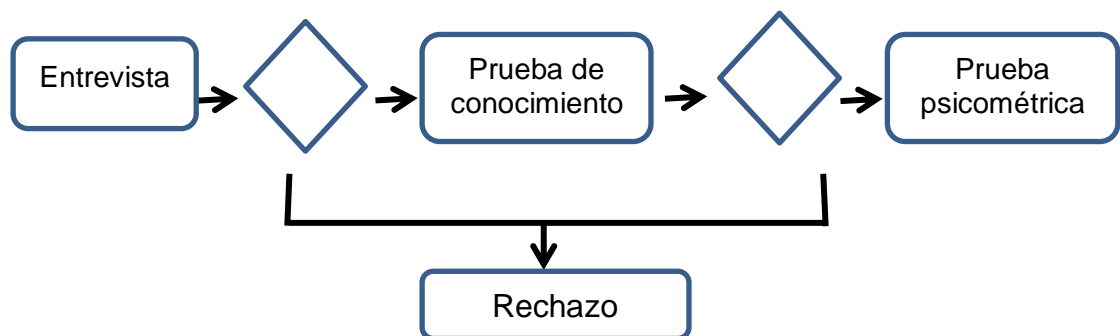 Entrevista
Prueba de
conocimiento
Prueba
psicométrica
Rechazo